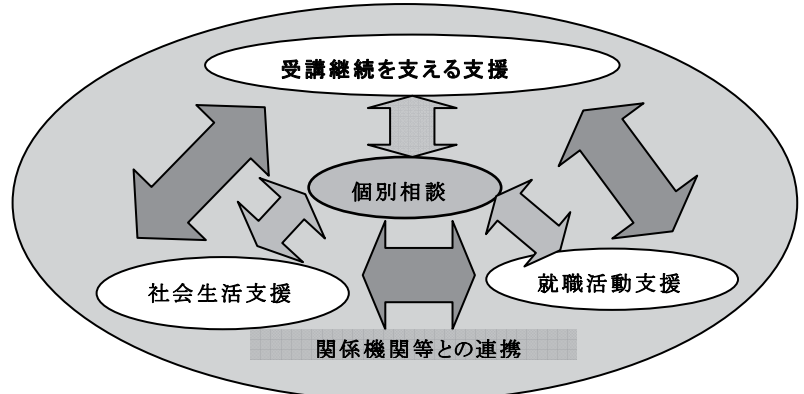 受講継続を支える支援
個別相談
社会生活支援
就職活動支援
関係機関等との連携